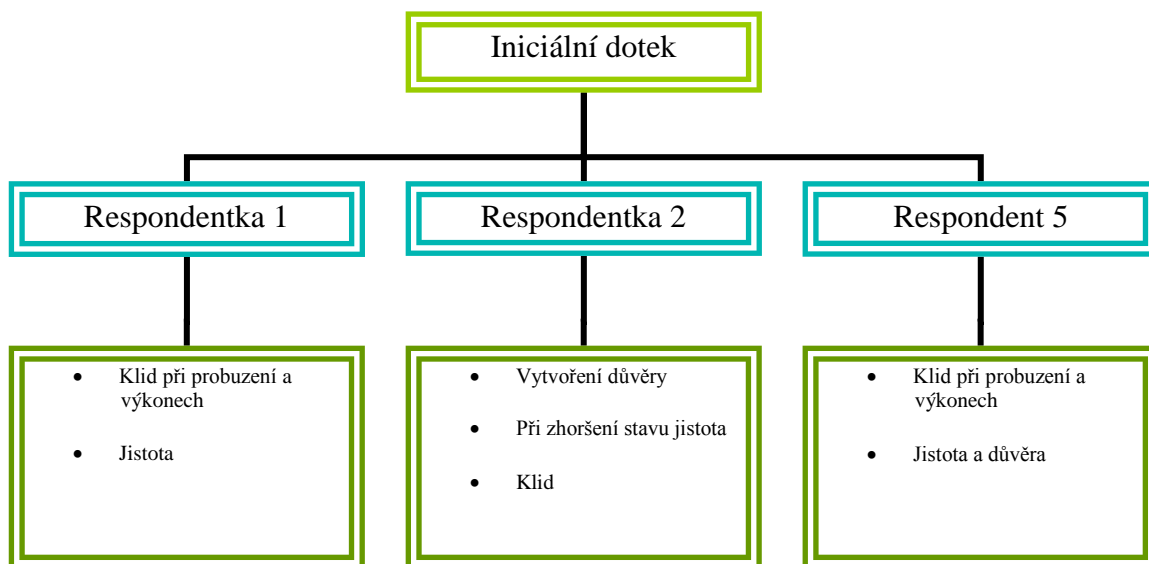 Iniciální dotek
Respondentka 1
Respondentka 2
Respondent 5
• Klid při probuzení a
výkonech
• Jistota
• Vytvoření důvěry
• Při zhoršení stavu jistota
• Klid
• Klid při probuzení a
výkonech
• Jistota a důvěra